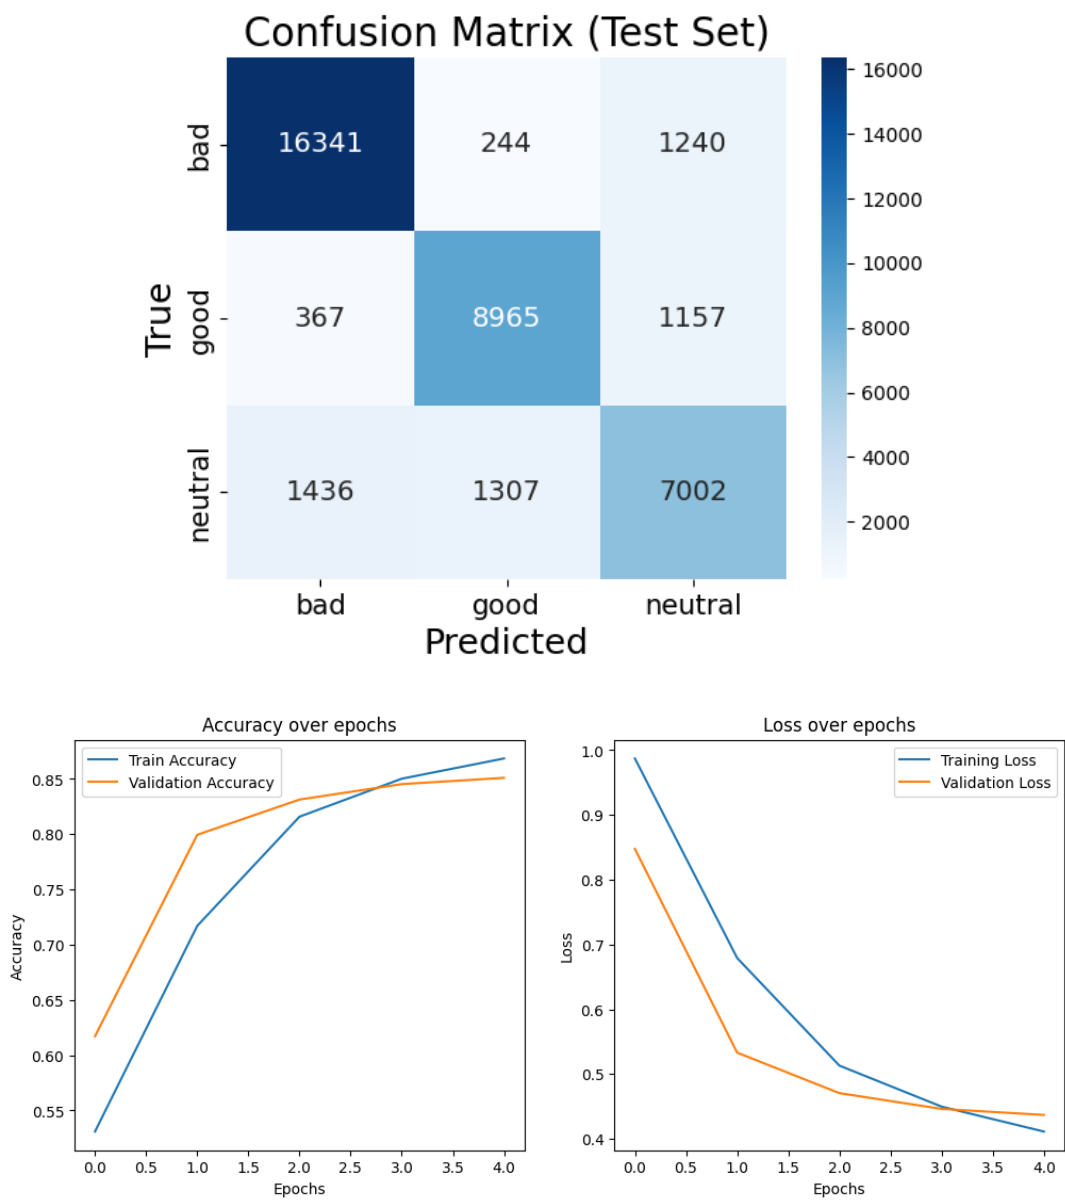 Confusion Matrix (Test Set)
bad
16341
244
1240
True
good
367
8965
1157
neutral
1436
1307
7002
bad
good
neutral
Predicted
16000
14000
12000
10000
8000
6000
4000
2000
Accuracy over epochs
Train Accuracy
Validation Accuracy
Accuracy
0.85
0.80
0.75
0.70
0.65
0.60
0.55
0.0
0.5
1.0
1.5
2.0
2.5
3.0
3.5
4.0
Epochs
Loss over epochs
Training Loss
Validation Loss
Loss
1.0
0.9
0.8
0.7
0.6
0.5
0.4
0.0
0.5
1.0
1.5
2.0
2.5
3.0
3.5
4.0
Epochs